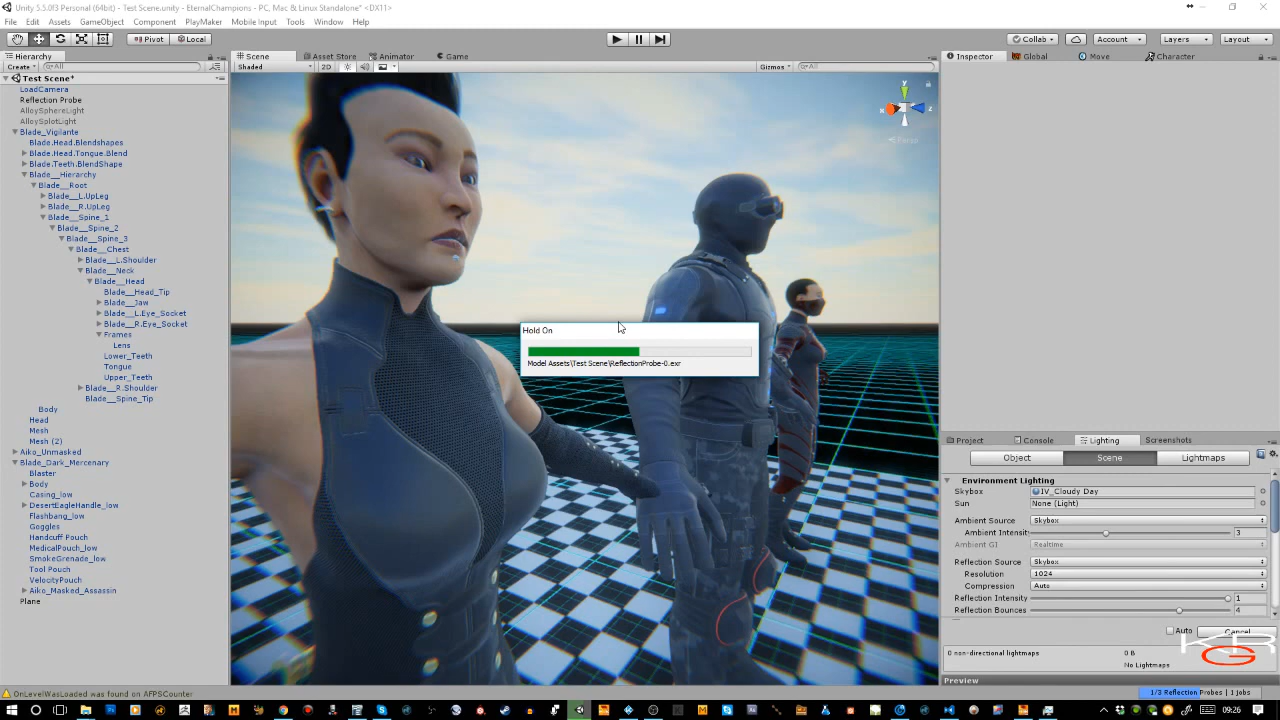 Unity 5.5.0f3 Personal (64bit) - Test Scene.unity - EternalChampions - PC, Mac & Linux Standalone* <DX11>
File Edit Assets GameObject Component PlayMaker Mobile Input Tools Window Help
Pivot Local Collab Account Layers Layout
Hierarchy Scene Asset Store Animator Game Inspector Global Move Character
Create All Shaded 2D Gizmos All
Test Scene*
LoadCamera
Reflection Probe
AlloySphereLight
AlloySplotLight
Blade_Vigilante
Blade.Head.Blendshapes
Blade.Head.Tongue.Blend
Blade.Teeth.BlendShape
Blade__Hierarchy
Blade__Root
Blade__L.UpLeg
Blade__R.UpLeg
Blade__Spine_1
Blade__Spine_2
Blade__Spine_3
Blade__Chest
Blade__L.Shoulder
Blade__Neck
Blade__Head
Blade__Head_Tip
Blade__Jaw
Blade__L.Eye_Socket
Blade__R.Eye_Socket
Frames
Lens
Lower_Teeth
Tongue
Upper_Teeth
Blade__R.Shoulder
Blade__Spine_Tip
Body
Head
Mesh
Mesh (2)
Aiko_Unmasked
Blade_Dark_Mercenary
Blaster
Body
Casing_low
DesertEagleHandle_low
Flashbang_low
Goggles
Handcuff Pouch
MedicalPouch_low
SmokeGrenade_low
Tool Pouch
VelocityPouch
Aiko_Masked_Assassin
Plane
y
x
z
Persp
Hold On
Model Assets\Test Scene\ReflectionProbe-0.exr
Project Console Lighting Screenshots
Object Scene Lightmaps
Environment Lighting
Skybox IV_Cloudy Day
Sun None (Light)
Ambient Source Skybox
Ambient Intensit 3
Ambient GI Realtime
Reflection Source Skybox
Resolution 1024
Compression Auto
Reflection Intensity 1
Reflection Bounces 4
Auto Cancel
0 non-directional lightmaps 0 B
No Lightmaps
Preview
OnLevelWasLoaded was found on AFPSCounter
1/3 Reflection Probes | 1 jobs
09:26